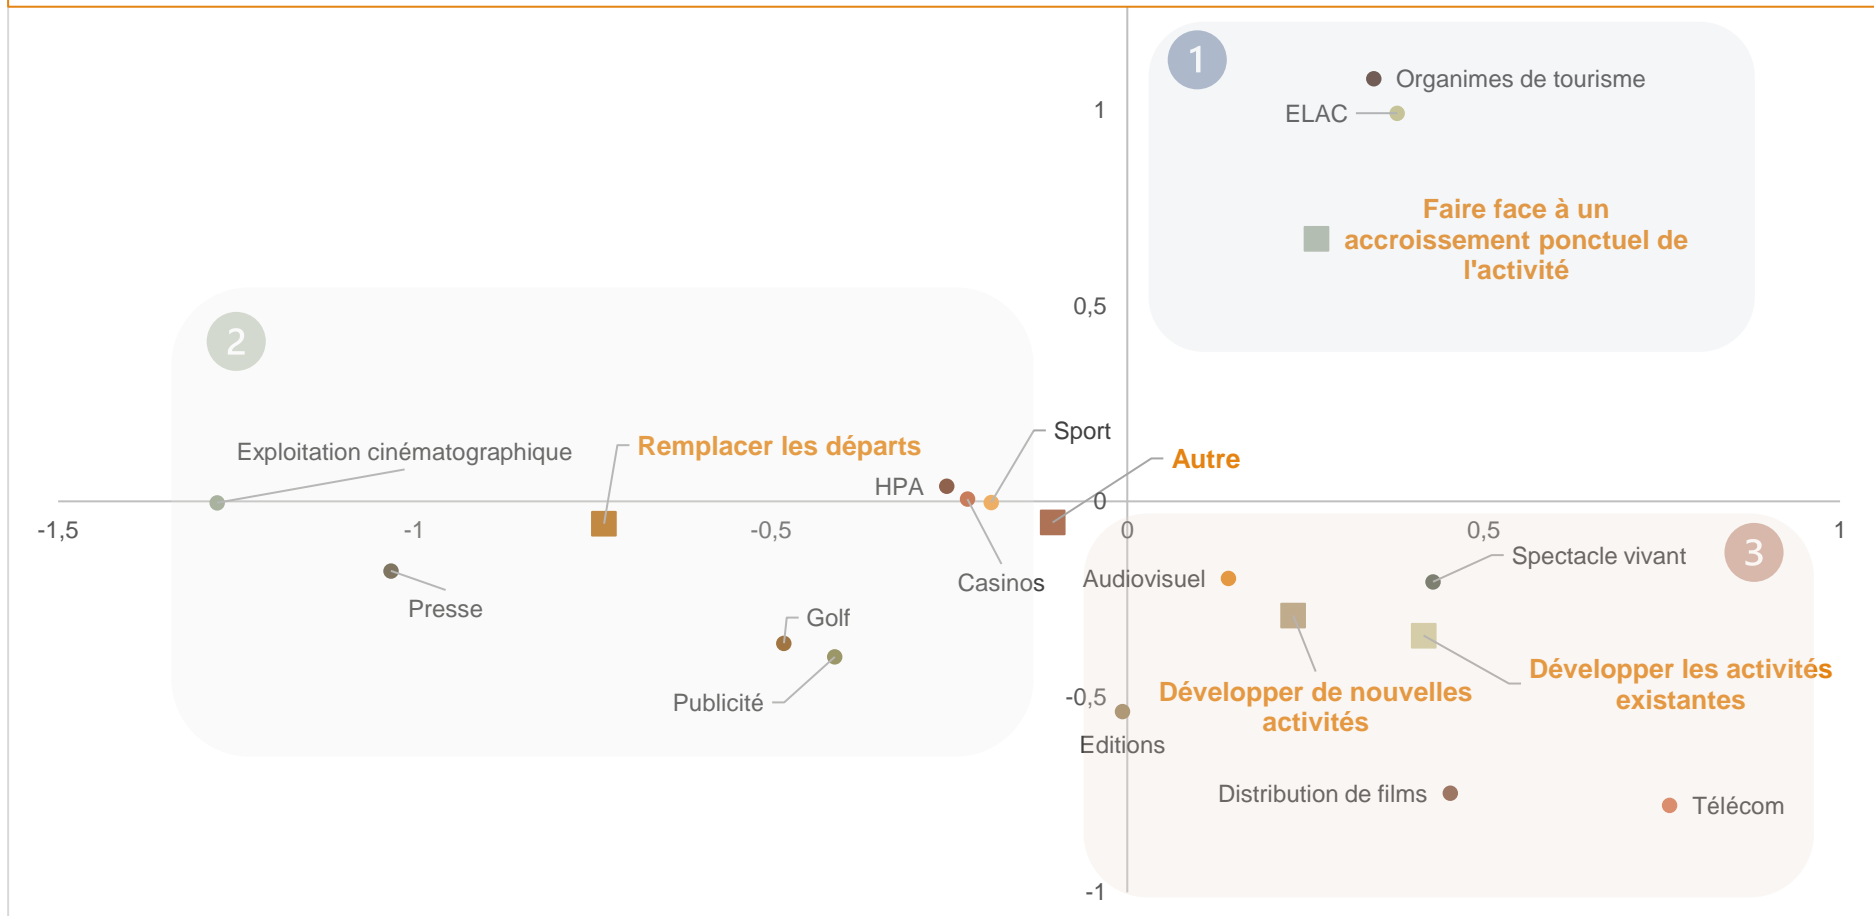 1
Organimes de tourisme
1
ELAC
Faire face à un
accroissement ponctuel de
l'activité
0,5
2
Sport
Exploitation cinématographique
Remplacer les départs
Autre
HPA
0
-1,5
-1
-0,5
0
0,5
1
3
Spectacle vivant
Casinos
Audiovisuel
Presse
Golf
Développer les activités
existantes
Développer de nouvelles
activités
-0,5
Publicité
Editions
Distribution de films
Télécom
-1